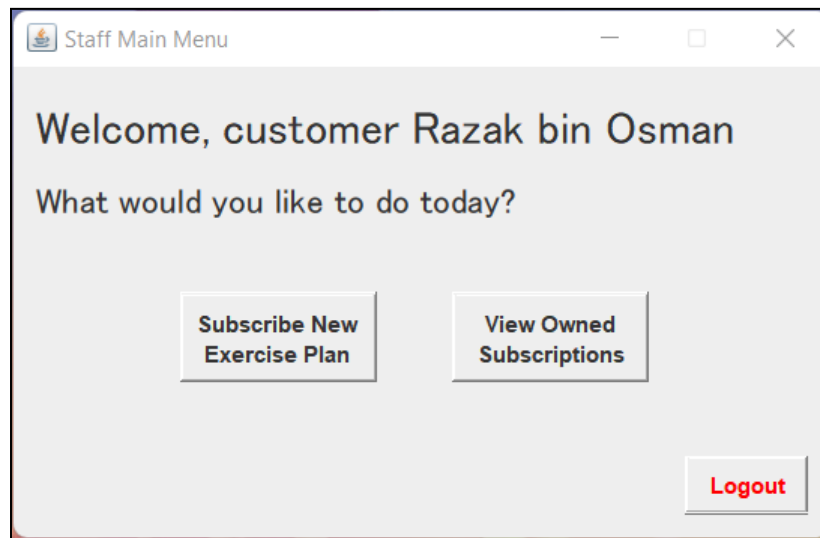 Staff Main Menu
Welcome, customer Razak bin Osman
What would you like to do today?
Subscribe New
Exercise Plan
View Owned
Subscriptions
Logout